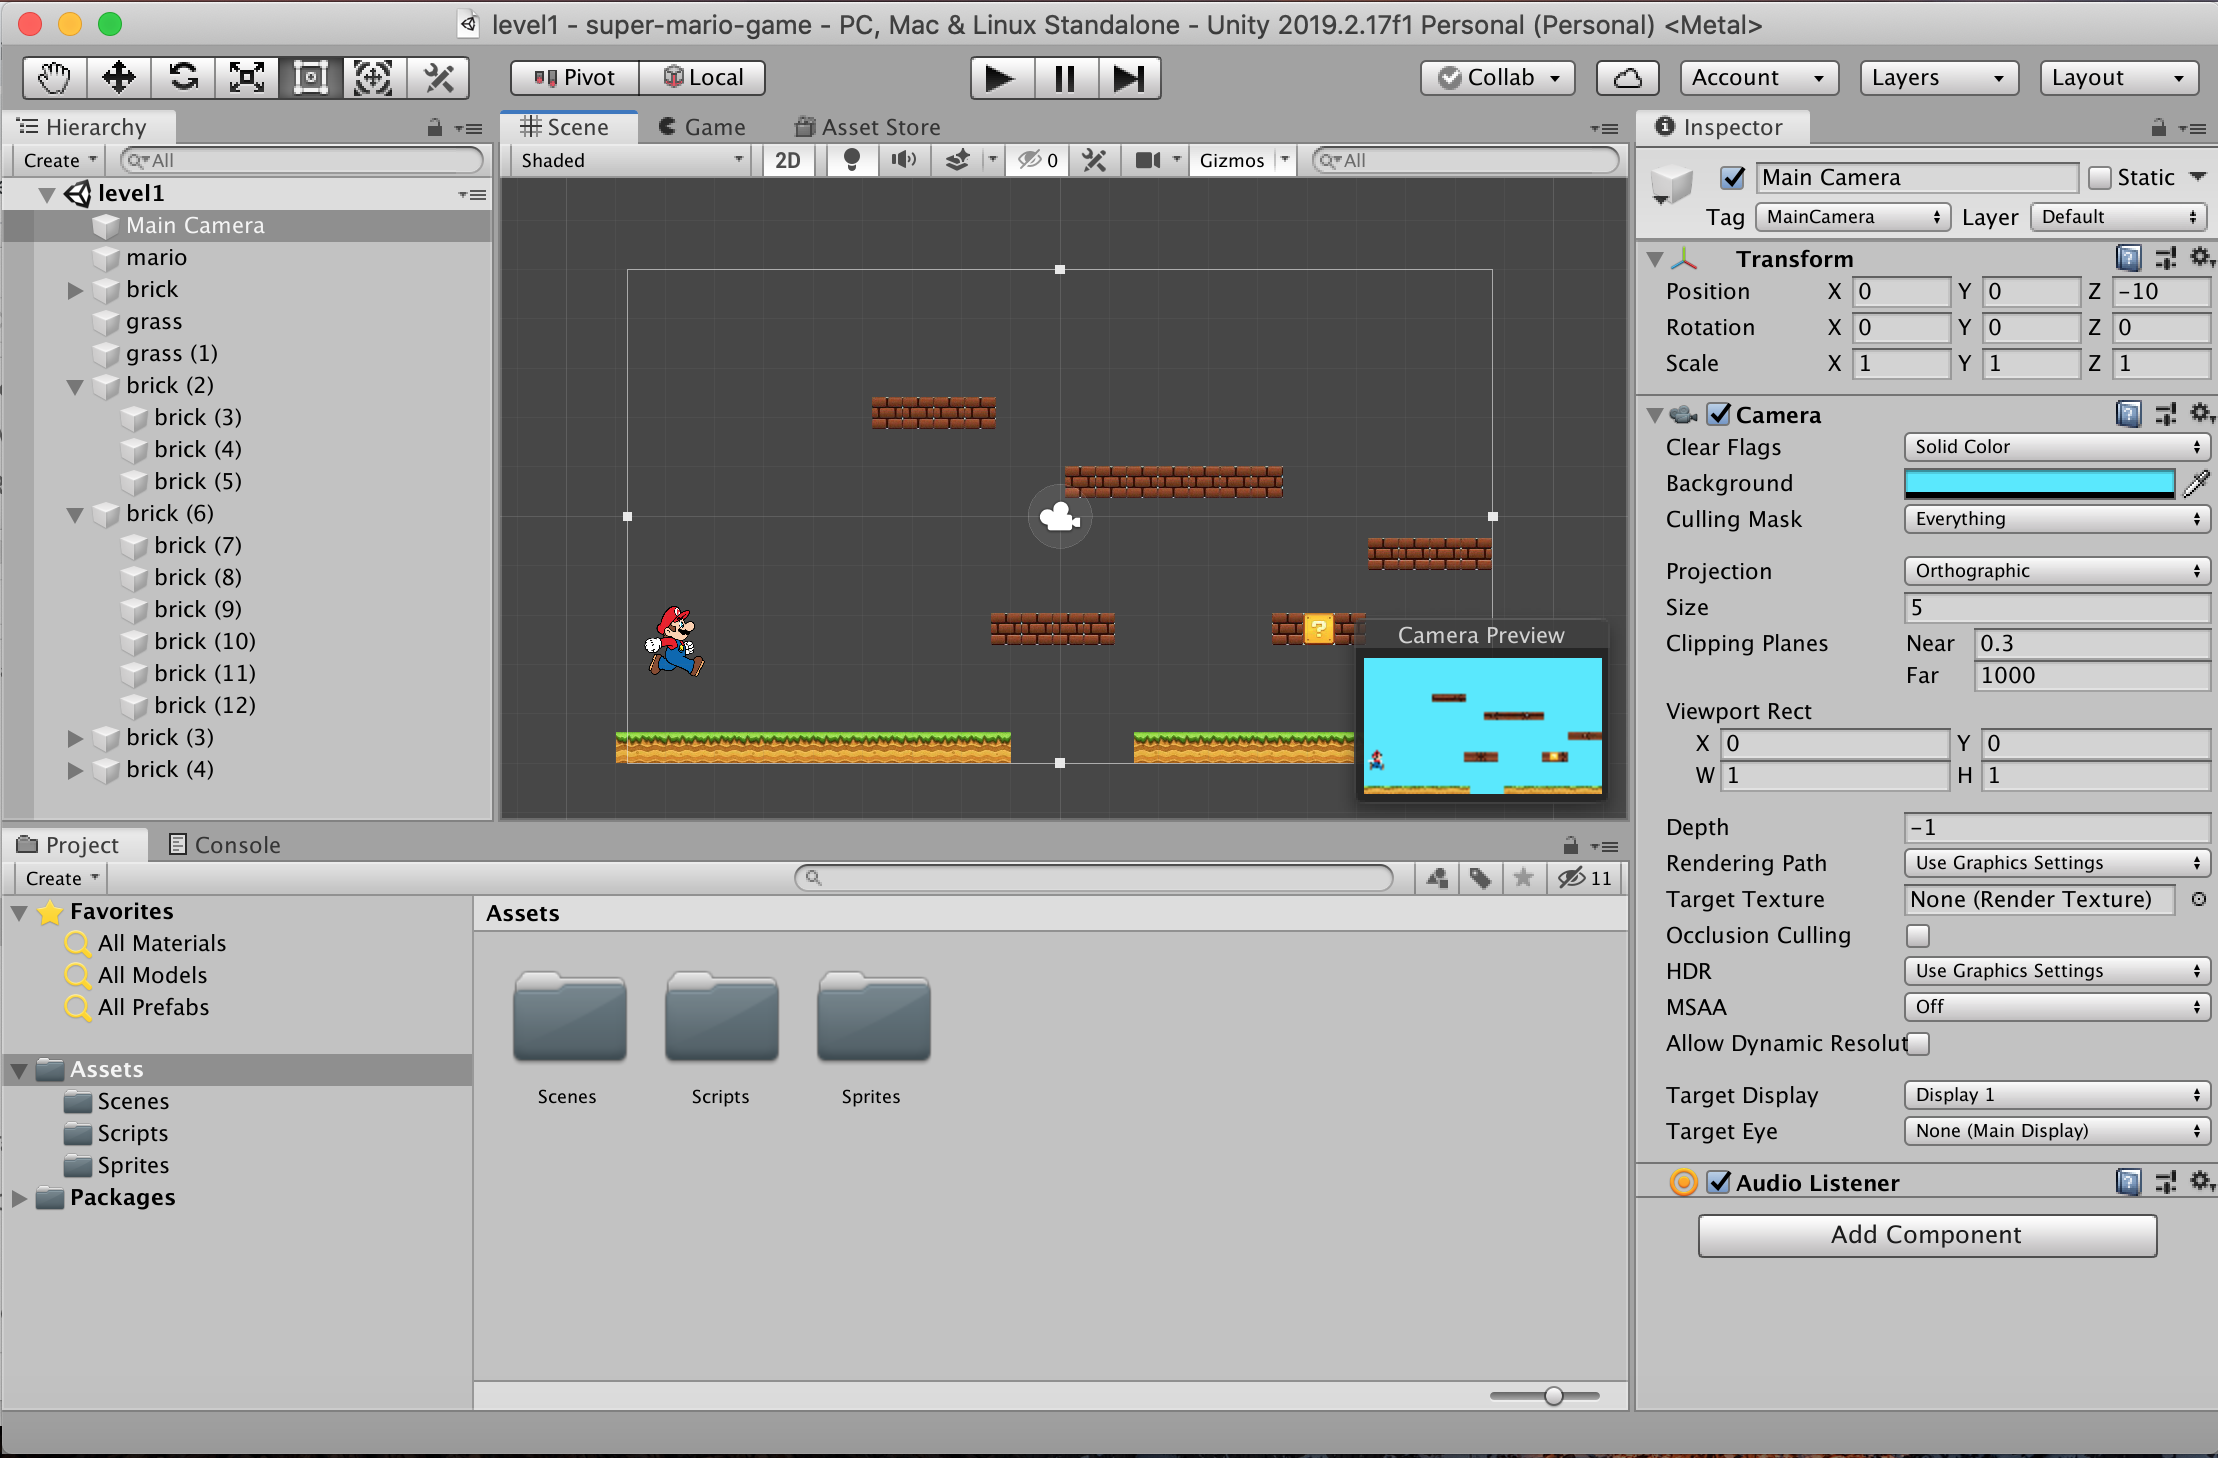 level1 - super-mario-game - PC, Mac & Linux Standalone - Unity 2019.2.17f1 Personal (Personal) <Metal>
Pivot Local Collab Account Layers Layout
Hierarchy
Create All
level1
Main Camera
mario
brick
grass
grass (1)
brick (2)
brick (3)
brick (4)
brick (5)
brick (6)
brick (7)
brick (8)
brick (9)
brick (10)
brick (11)
brick (12)
brick (3)
brick (4)
Scene Game Asset Store
Shaded 2D 0 Gizmos All
?
Camera Preview
Inspector
Main Camera Static
Tag MainCamera Layer Default
Transform
Position X 0 Y 0 Z -10
Rotation X 0 Y 0 Z 0
Scale X 1 Y 1 Z 1
Camera
Clear Flags Solid Color
Background
Culling Mask Everything
Projection Orthographic
Size 5
Clipping Planes Near 0.3
Far 1000
Viewport Rect
X 0 Y 0
W 1 H 1
Depth -1
Rendering Path Use Graphics Settings
Target Texture None (Render Texture)
Occlusion Culling
HDR Use Graphics Settings
MSAA Off
Allow Dynamic Resolut
Target Display Display 1
Target Eye None (Main Display)
Audio Listener
Add Component
Project Console
Create 11
Favorites
All Materials
All Models
All Prefabs
Assets
Scenes
Scripts
Sprites
Packages
Assets
Scenes Scripts Sprites